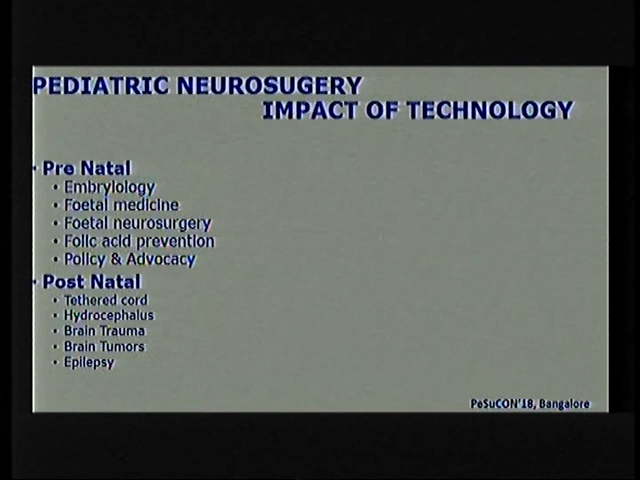 PEDIATRIC NEUROSUGERY
IMPACT OF TECHNOLOGY
• Pre Natal
• Embrylology
• Foetal medicine
• Foetal neurosurgery
• Folic acid prevention
• Policy & Advocacy
• Post Natal
• Tethered cord
• Hydrocephalus
• Brain Trauma
• Brain Tumors
• Epilepsy
PeSuCON'18, Bangalore